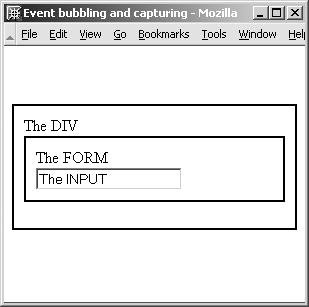 Event bubbling and capturing - Mozilla
File Edit View Go Bookmarks Tools Window Help
The DIV
The FORM
The INPUT